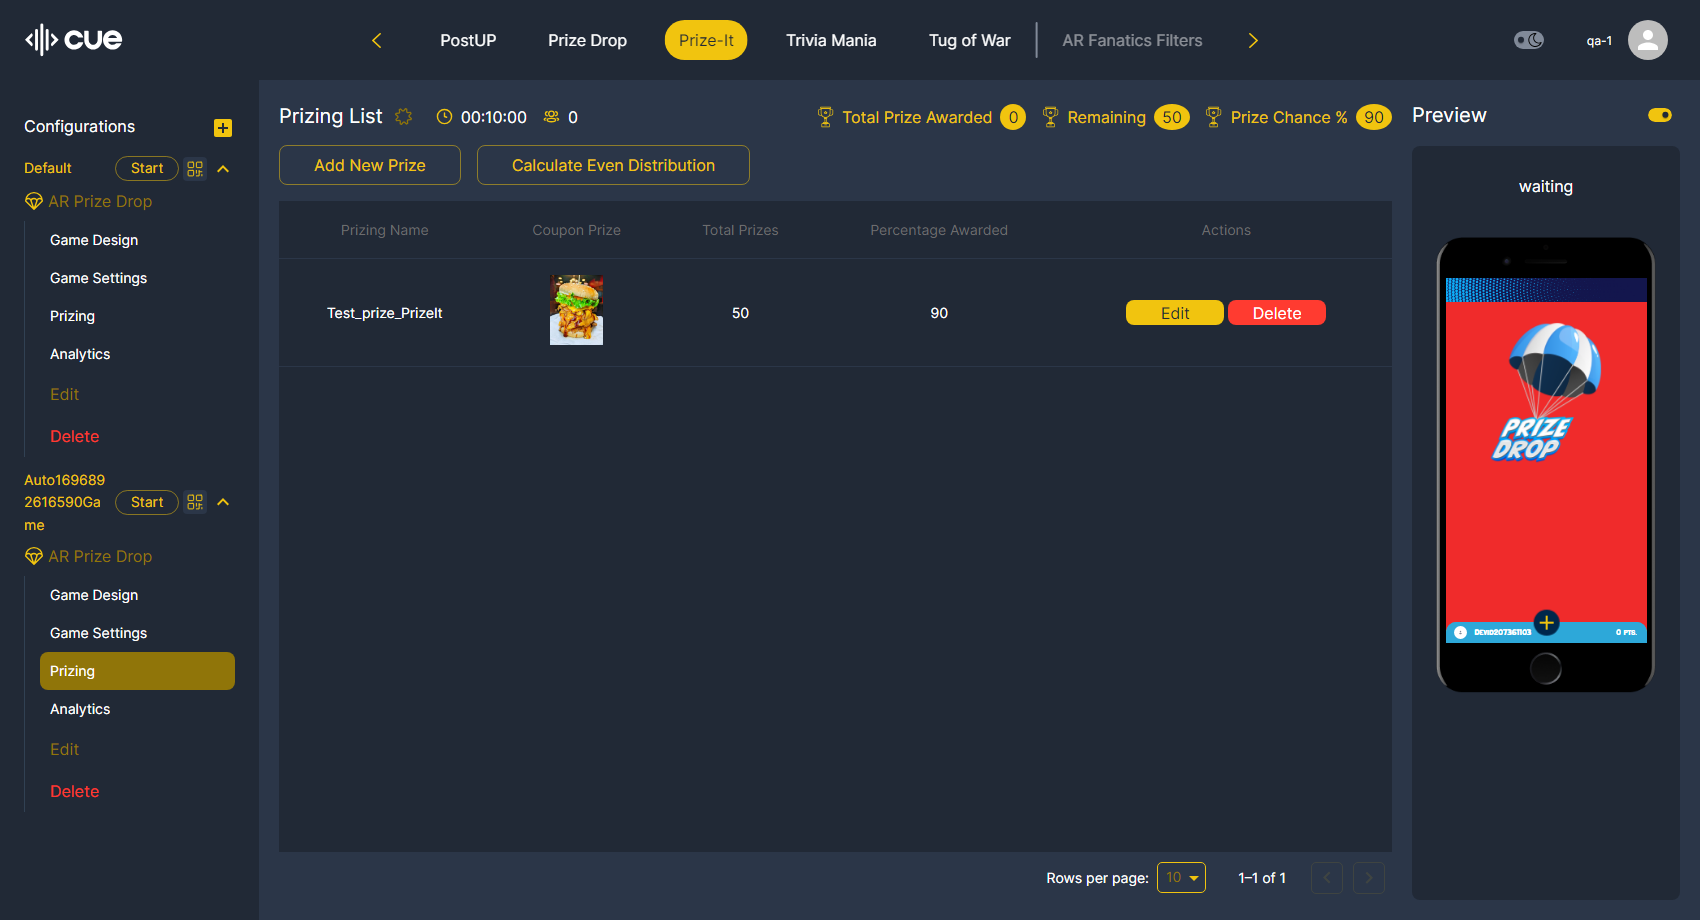 cue
PostUP
Prize Drop
Prize-It
Trivia Mania
Tug of War
AR Fanatics Filters
qa-1
Configurations
Default
Start
AR Prize Drop
Game Design
Game Settings
Prizing
Analytics
Edit
Delete
Auto169689
2616590Ga
me
Start
AR Prize Drop
Game Design
Game Settings
Prizing
Analytics
Edit
Delete
Prizing List
00:10:00
0
Total Prize Awarded 0
Remaining 50
Prize Chance % 90
Add New Prize
Calculate Even Distribution
Prizing Name
Coupon Prize
Total Prizes
Percentage Awarded
Actions
Test_prize_PrizeIt
50
90
Edit
Delete
Rows per page:
10
1–1 of 1
Preview
waiting
PRIZE
DROP
DEVID207361103
0 PTS.